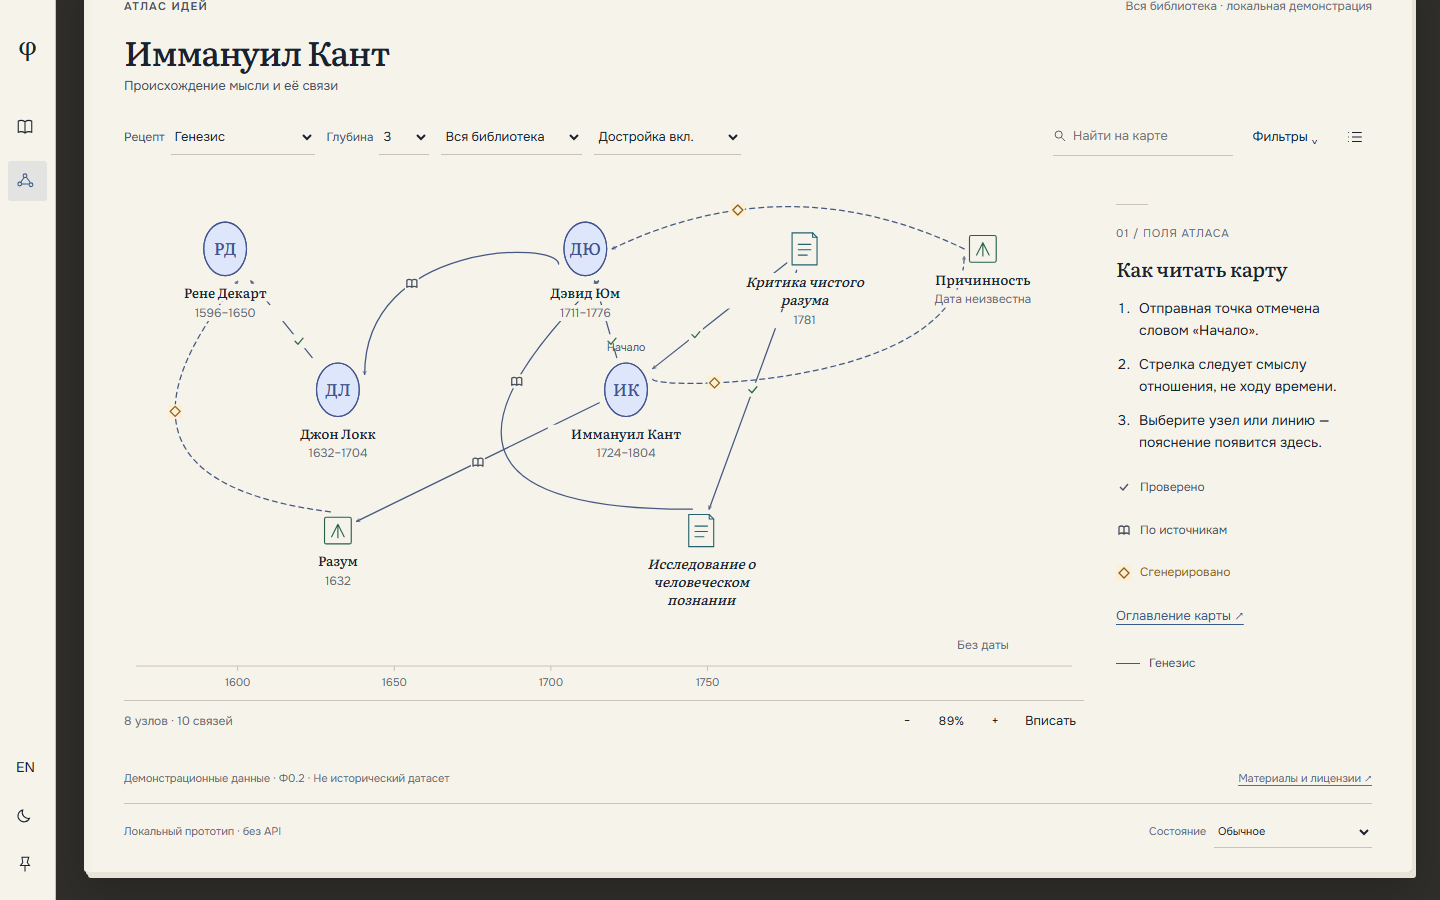 АТЛАС ИДЕЙ
Вся библиотека · локальная демонстрация
φ
Иммануил Кант
Происхождение мысли и её связи
Рецепт Генезис Глубина 3 Вся библиотека Достройка вкл. Найти на карте Фильтры
РД
Рене Декарт
1596–1650
ДЮ
Дэвид Юм
1711–1776
Критика чистого
разума
1781
Причинность
Дата неизвестна
Начало
ДЛ
Джон Локк
1632–1704
ИК
Иммануил Кант
1724–1804
Разум
1632
Исследование о
человеческом
познании
Без даты
1600 1650 1700 1750
8 узлов · 10 связей
− 89% + Вписать
01 / ПОЛЯ АТЛАСА
Как читать карту
1. Отправная точка отмечена
словом «Начало».
2. Стрелка следует смыслу
отношения, не ходу времени.
3. Выберите узел или линию —
пояснение появится здесь.
Проверено
По источникам
Сгенерировано
Оглавление карты ↗
Генезис
EN
Демонстрационные данные · Ф0.2 · Не исторический датасет
Материалы и лицензии ↗
Локальный прототип · без API
Состояние Обычное